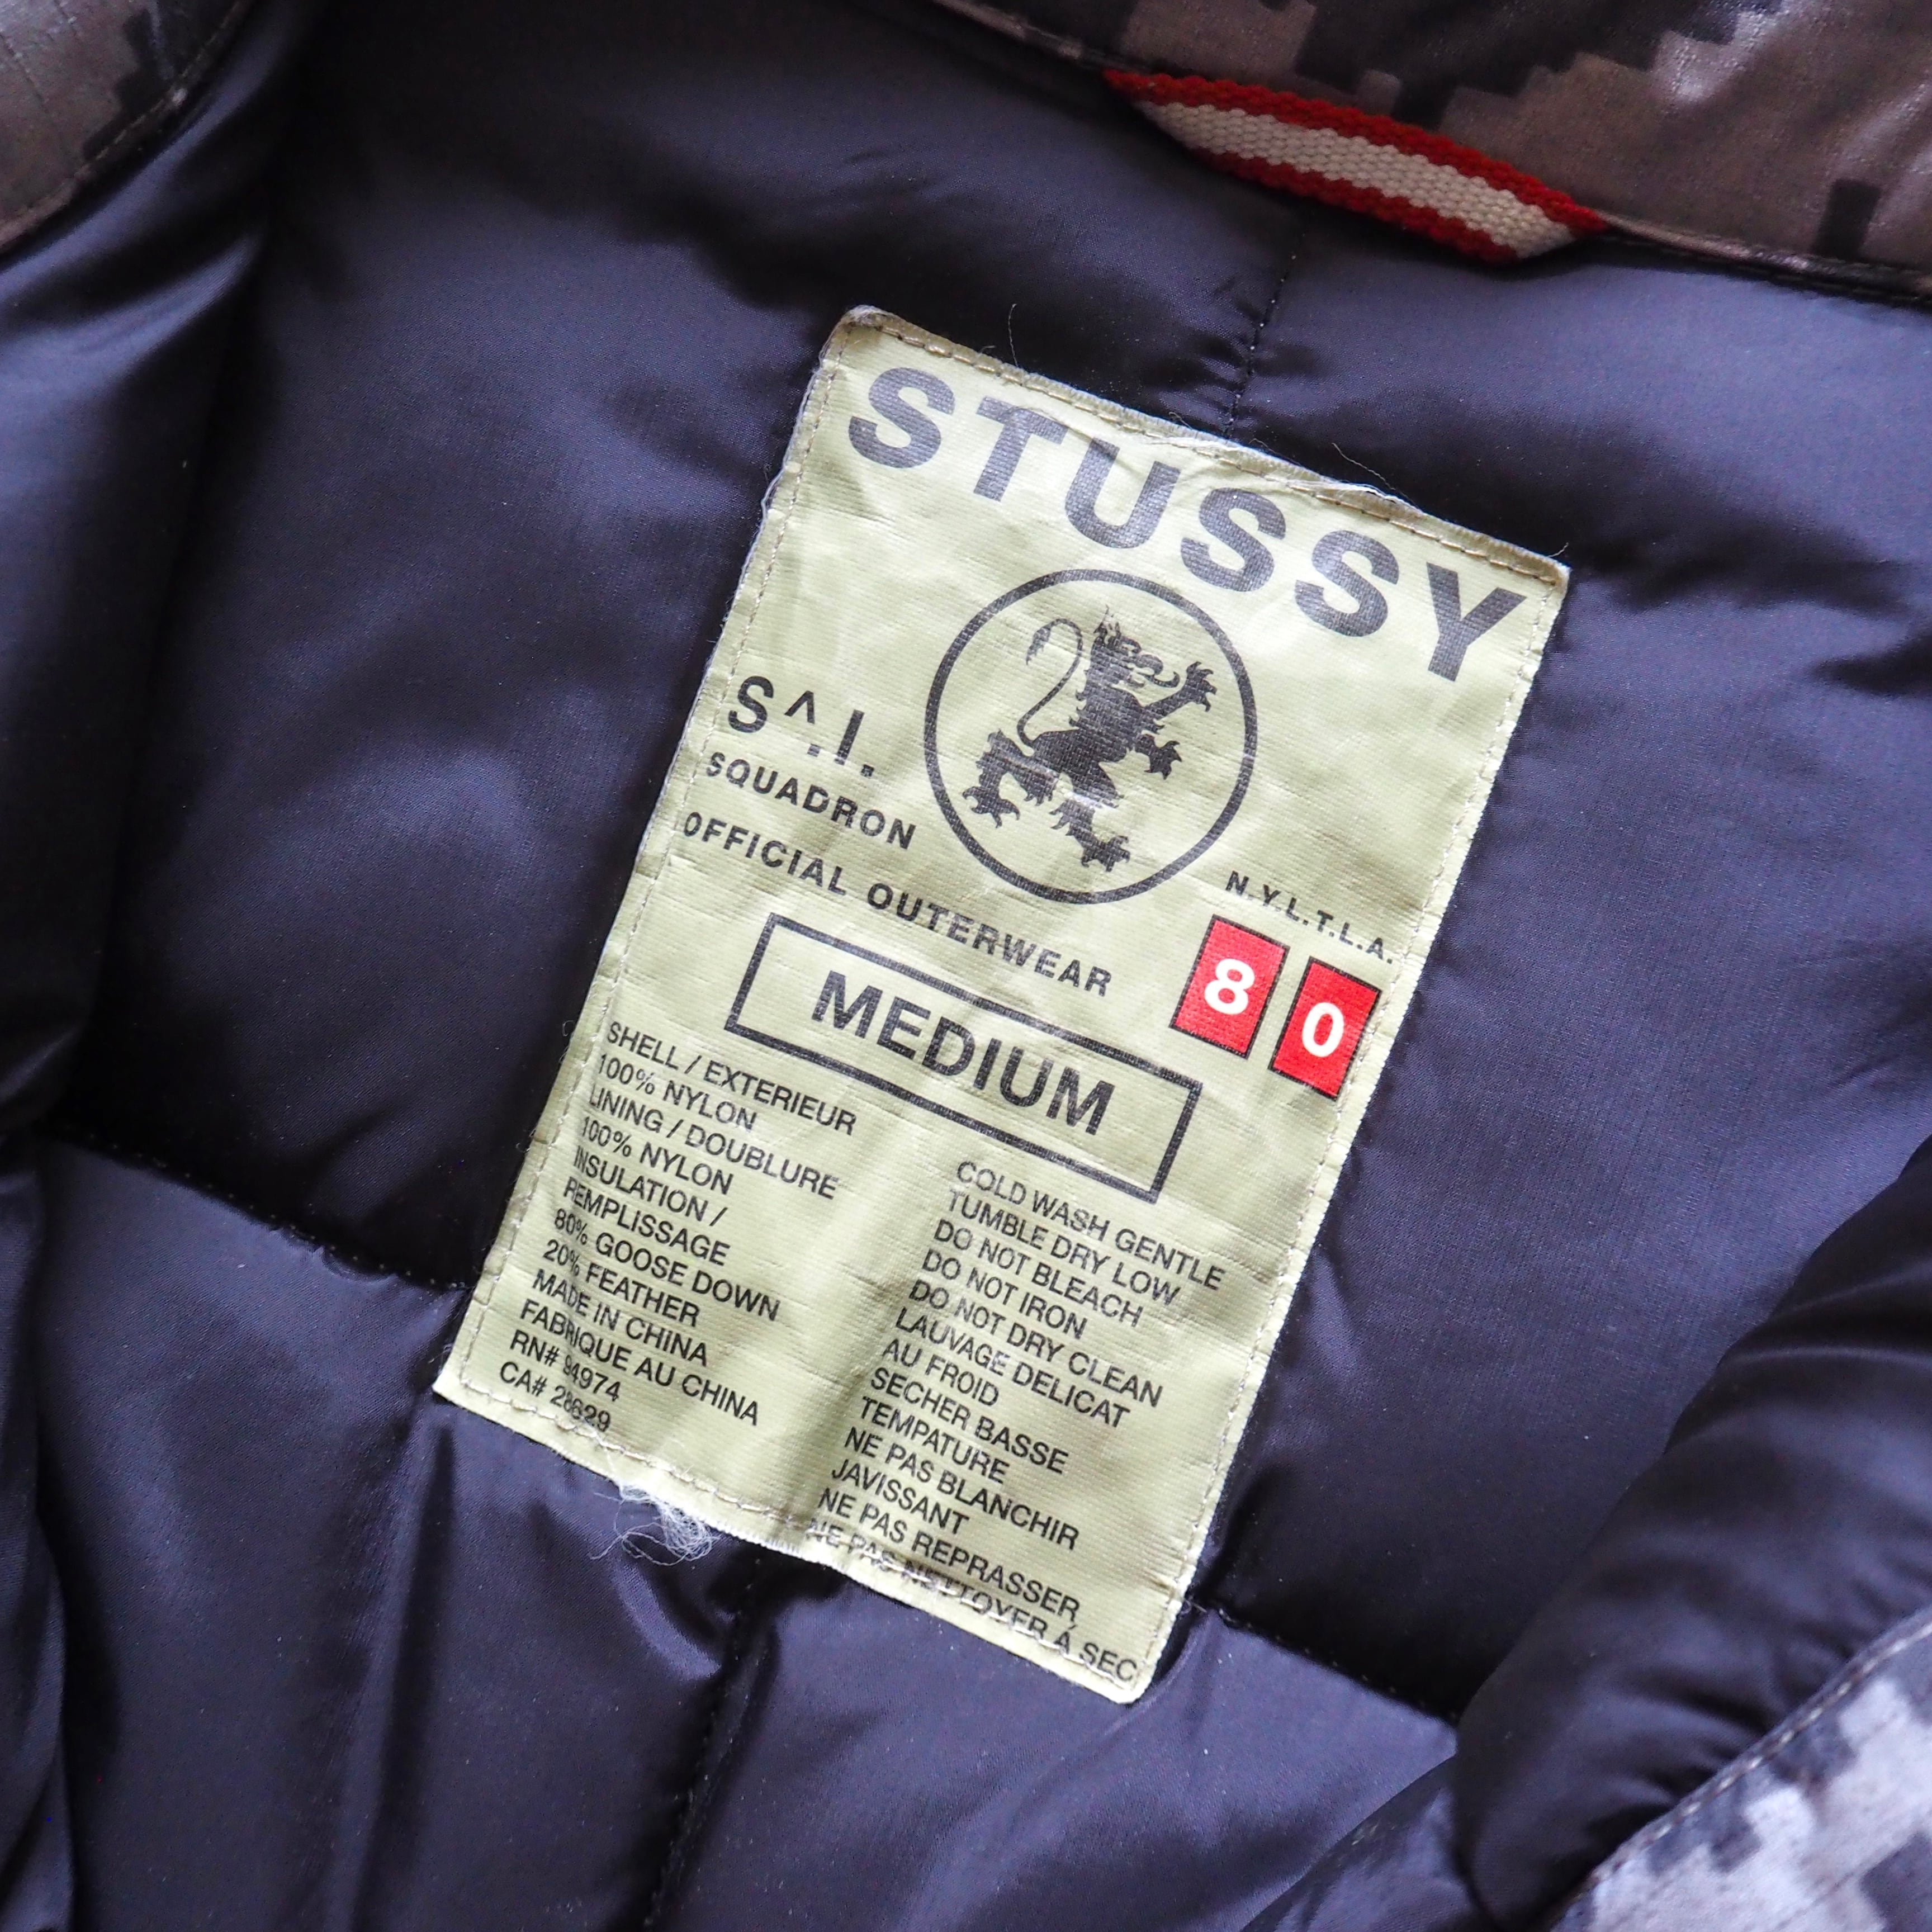 STUSSY
S^.I.
SQUADRON
OFFICIAL OUTERWEAR
N.Y.L.T.L.A.
80
MEDIUM
SHELL / EXTERIEUR
100% NYLON
LINING / DOUBLURE
100% NYLON
INSULATION /
REMPLISSAGE
80% GOOSE DOWN
20% FEATHER
MADE IN CHINA
FABRIQUE AU CHINA
RN# 94974
CA# 28629
COLD WASH GENTLE
TUMBLE DRY LOW
DO NOT BLEACH
DO NOT IRON
DO NOT DRY CLEAN
LAUVAGE DELICAT
AU FROID
SECHER BASSE
TEMPATURE
NE PAS BLANCHIR
JAVISSANT
NE PAS REPRASSER
NE PAS NETTOYER Á SEC